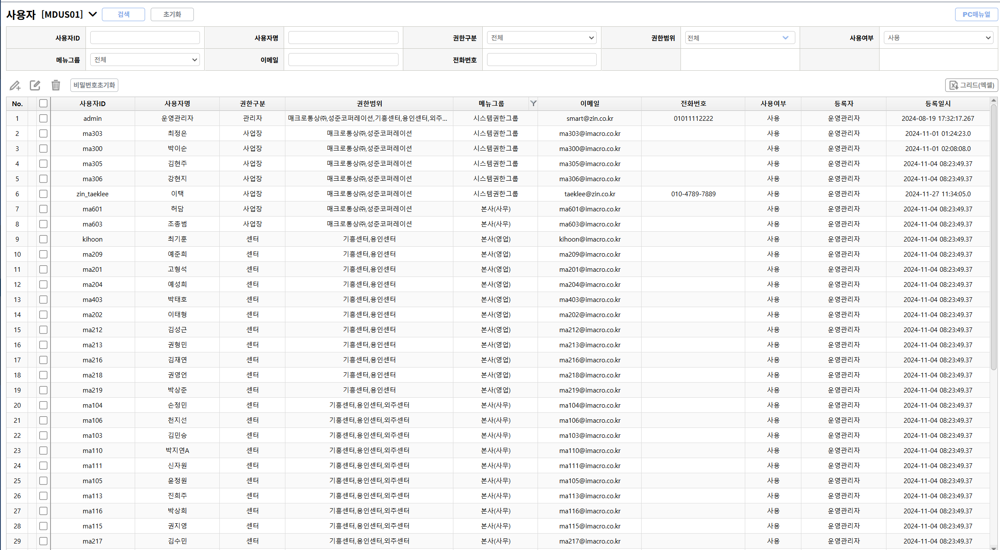 사용자 [MDUS01] 검색 초기화 PC매뉴얼
사용자ID 사용자명 권한구분 전체 권한범위 전체 사용여부 사용
메뉴그룹 전체 이메일 전화번호
비밀번호초기화 그리드(엑셀)
No. 사용자ID 사용자명 권한구분 권한범위 메뉴그룹 이메일 전화번호 사용여부 등록자 등록일시
1 admin 운영관리자 관리자 매크로통상㈜,성준코퍼레이션,기흥센터,용인센터,외주... 시스템권한그룹 smart@zin.co.kr 01011112222 사용 운영관리자 2024-08-19 17:32:17.267
2 ma303 최정은 사업장 매크로통상㈜,성준코퍼레이션 시스템권한그룹 ma303@imacro.co.kr 사용 운영관리자 2024-11-01 01:24:23.0
3 ma300 박이순 사업장 매크로통상㈜,성준코퍼레이션 시스템권한그룹 ma300@imacro.co.kr 사용 운영관리자 2024-11-01 02:08:08.0
4 ma305 김현주 사업장 매크로통상㈜,성준코퍼레이션 시스템권한그룹 ma305@imacro.co.kr 사용 운영관리자 2024-11-04 08:23:49.37
5 ma306 강현지 사업장 매크로통상㈜,성준코퍼레이션 시스템권한그룹 ma306@imacro.co.kr 사용 운영관리자 2024-11-04 08:23:49.37
6 zin_taeklee 이택 사업장 매크로통상㈜,성준코퍼레이션 시스템권한그룹 taeklee@zin.co.kr 010-4789-7889 사용 운영관리자 2024-11-27 11:34:05.0
7 ma601 허담 사업장 매크로통상㈜,성준코퍼레이션 본사(사무) ma601@imacro.co.kr 사용 운영관리자 2024-11-04 08:23:49.37
8 ma603 조종범 사업장 매크로통상㈜,성준코퍼레이션 본사(사무) ma603@imacro.co.kr 사용 운영관리자 2024-11-04 08:23:49.37
9 kihoon 최기훈 센터 기흥센터,용인센터 본사(영업) kihoon@imacro.co.kr 사용 운영관리자 2024-11-04 08:23:49.37
10 ma209 예준희 센터 기흥센터,용인센터 본사(영업) ma209@imacro.co.kr 사용 운영관리자 2024-11-04 08:23:49.37
11 ma201 고형석 센터 기흥센터,용인센터 본사(영업) ma201@imacro.co.kr 사용 운영관리자 2024-11-04 08:23:49.37
12 ma204 예성희 센터 기흥센터,용인센터 본사(영업) ma204@imacro.co.kr 사용 운영관리자 2024-11-04 08:23:49.37
13 ma403 박태호 센터 기흥센터,용인센터 본사(영업) ma403@imacro.co.kr 사용 운영관리자 2024-11-04 08:23:49.37
14 ma202 이태형 센터 기흥센터,용인센터 본사(영업) ma202@imacro.co.kr 사용 운영관리자 2024-11-04 08:23:49.37
15 ma212 김성근 센터 기흥센터,용인센터 본사(영업) ma212@imacro.co.kr 사용 운영관리자 2024-11-04 08:23:49.37
16 ma213 권형민 센터 기흥센터,용인센터 본사(영업) ma213@imacro.co.kr 사용 운영관리자 2024-11-04 08:23:49.37
17 ma216 김재연 센터 기흥센터,용인센터 본사(영업) ma216@imacro.co.kr 사용 운영관리자 2024-11-04 08:23:49.37
18 ma218 권영언 센터 기흥센터,용인센터 본사(영업) ma218@imacro.co.kr 사용 운영관리자 2024-11-04 08:23:49.37
19 ma219 박상준 센터 기흥센터,용인센터 본사(영업) ma219@imacro.co.kr 사용 운영관리자 2024-11-04 08:23:49.37
20 ma104 손정민 센터 기흥센터,용인센터,외주센터 본사(사무) ma104@imacro.co.kr 사용 운영관리자 2024-11-04 08:23:49.37
21 ma106 천지선 센터 기흥센터,용인센터,외주센터 본사(사무) ma106@imacro.co.kr 사용 운영관리자 2024-11-04 08:23:49.37
22 ma103 김민승 센터 기흥센터,용인센터,외주센터 본사(사무) ma103@imacro.co.kr 사용 운영관리자 2024-11-04 08:23:49.37
23 ma110 박지연A 센터 기흥센터,용인센터,외주센터 본사(사무) ma110@imacro.co.kr 사용 운영관리자 2024-11-04 08:23:49.37
24 ma111 신자원 센터 기흥센터,용인센터,외주센터 본사(사무) ma111@imacro.co.kr 사용 운영관리자 2024-11-04 08:23:49.37
25 ma105 윤정원 센터 기흥센터,용인센터,외주센터 본사(사무) ma105@imacro.co.kr 사용 운영관리자 2024-11-04 08:23:49.37
26 ma113 진희주 센터 기흥센터,용인센터,외주센터 본사(사무) ma113@imacro.co.kr 사용 운영관리자 2024-11-04 08:23:49.37
27 ma116 박상희 센터 기흥센터,용인센터,외주센터 본사(사무) ma116@imacro.co.kr 사용 운영관리자 2024-11-04 08:23:49.37
28 ma115 권지영 센터 기흥센터,용인센터,외주센터 본사(사무) ma115@imacro.co.kr 사용 운영관리자 2024-11-04 08:23:49.37
29 ma217 김수민 센터 기흥센터,용인센터,외주센터 본사(사무) ma217@imacro.co.kr 사용 운영관리자 2024-11-04 08:23:49.37